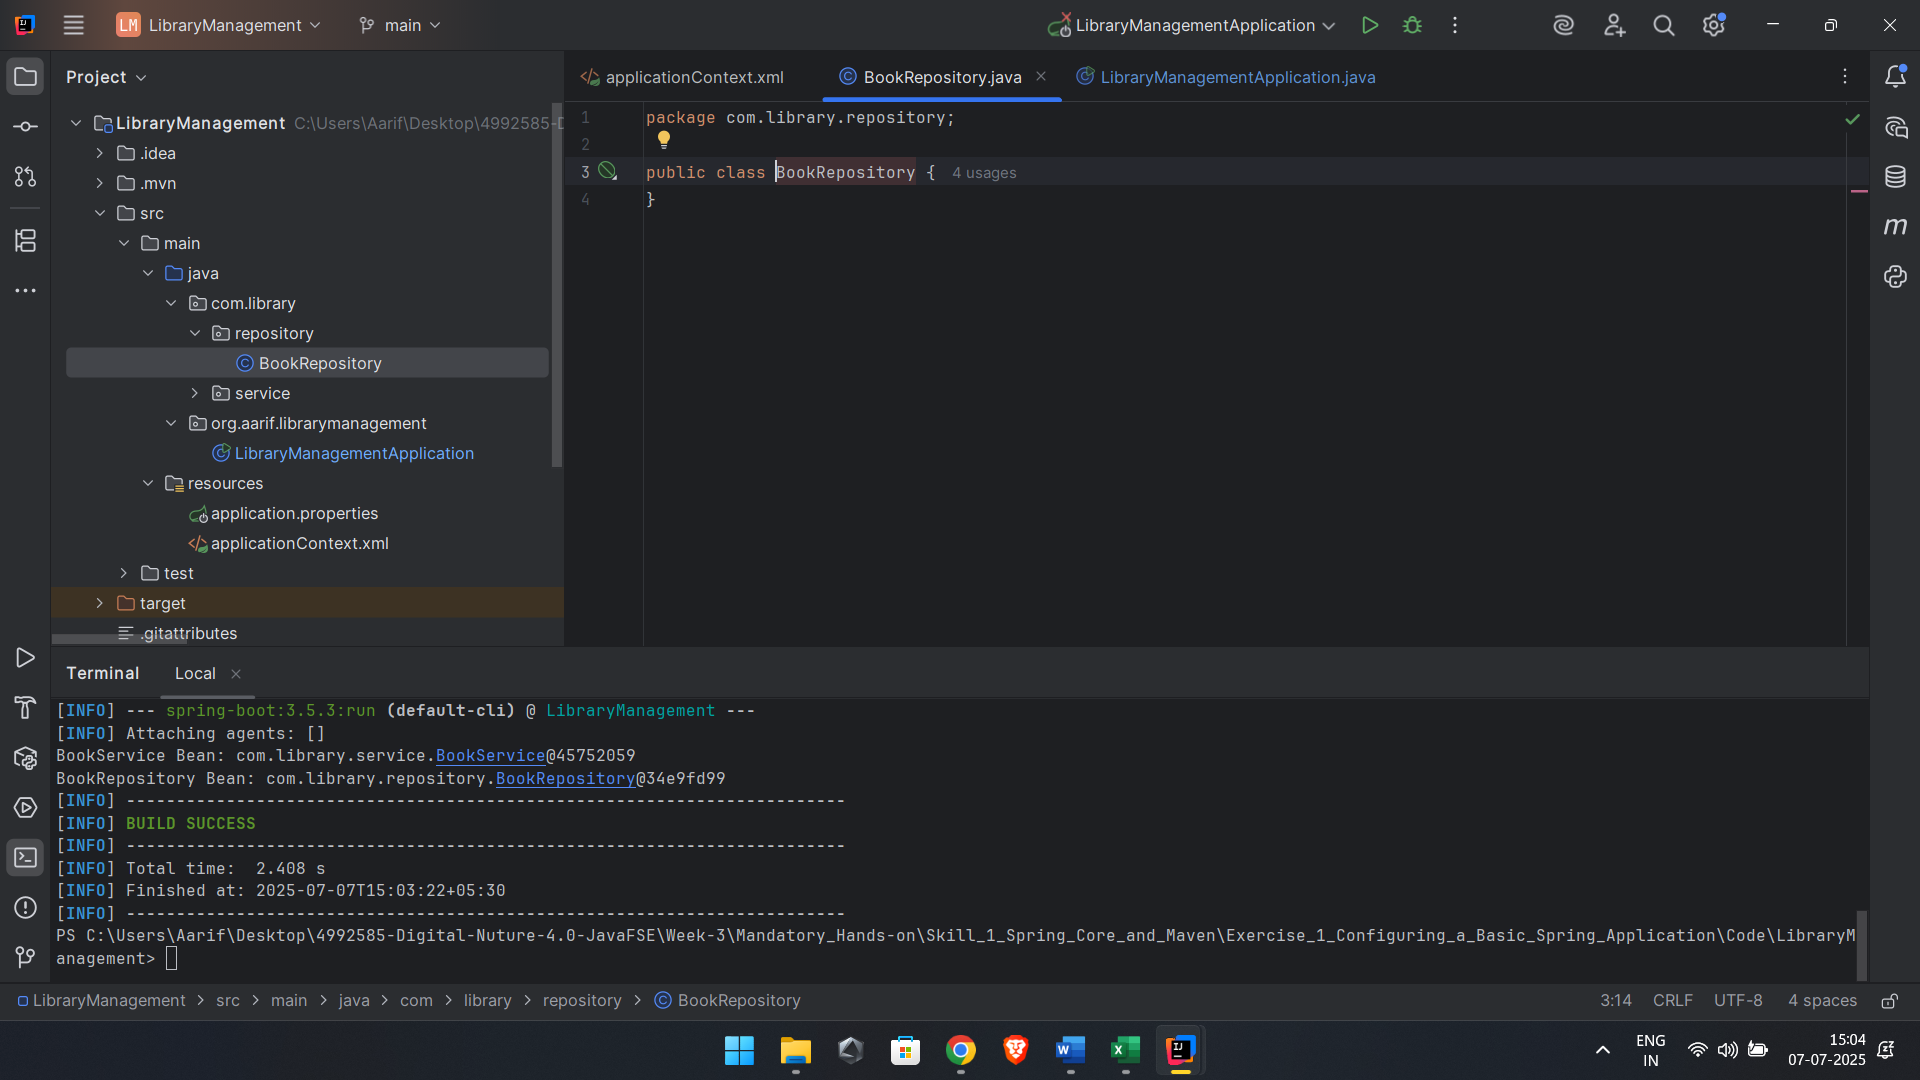 LM LibraryManagement
main
LibraryManagementApplication
Project
applicationContext.xml
BookRepository.java
LibraryManagementApplication.java
LibraryManagement C:\Users\Aarif\Desktop\4992585-D
.idea
.mvn
src
main
java
com.library
repository
BookRepository
service
org.aarif.librarymanagement
LibraryManagementApplication
resources
application.properties
applicationContext.xml
test
target
.gitattributes
1 package com.library.repository;
2
3 public class BookRepository { 4 usages
4 }
m
Terminal
Local
[INFO] --- spring-boot:3.5.3:run (default-cli) @ LibraryManagement ---
[INFO] Attaching agents: []
BookService Bean: com.library.service.BookService@45752059
BookRepository Bean: com.library.repository.BookRepository@34e9fd99
[INFO] ------------------------------------------------------------------------
[INFO] BUILD SUCCESS
[INFO] ------------------------------------------------------------------------
[INFO] Total time:  2.408 s
[INFO] Finished at: 2025-07-07T15:03:22+05:30
[INFO] ------------------------------------------------------------------------
PS C:\Users\Aarif\Desktop\4992585-Digital-Nuture-4.0-JavaFSE\Week-3\Mandatory_Hands-on\Skill_1_Spring_Core_and_Maven\Exercise_1_Configuring_a_Basic_Spring_Application\Code\LibraryM
anagement>
LibraryManagement > src > main > java > com > library > repository > BookRepository
3:14 CRLF UTF-8 4 spaces
ENG
IN
15:04
07-07-2025